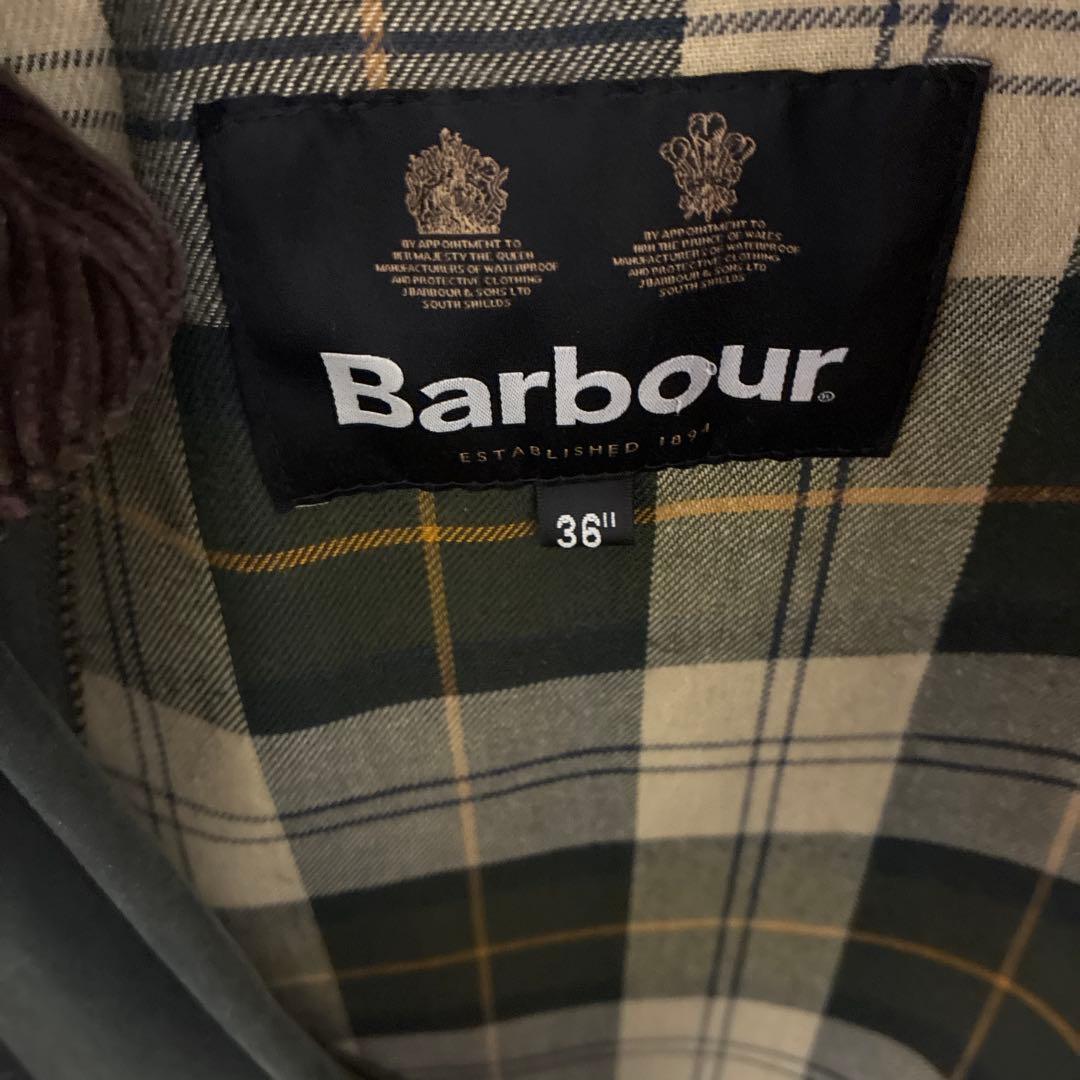 BY APPOINTMENT TO
HER MAJESTY THE QUEEN
MANUFACTURERS OF WATERPROOF
AND PROTECTIVE CLOTHING
J BARBOUR & SONS LTD
SOUTH SHIELDS
BY APPOINTMENT TO
HRH THE PRINCE OF WALES
MANUFACTURERS OF WATERPROOF
AND PROTECTIVE CLOTHING
J BARBOUR & SONS LTD
SOUTH SHIELDS
Barbour®
ESTABLISHED 1894
36"